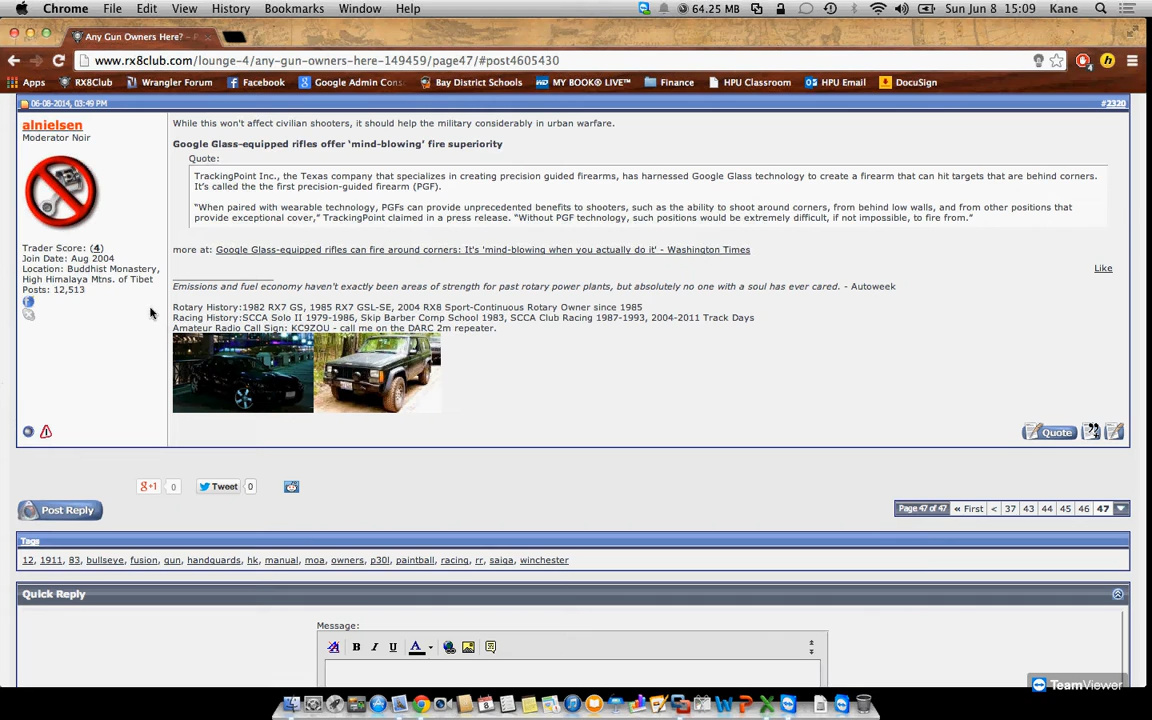 Chrome File Edit View History Bookmarks Window Help 64.25 MB Sun Jun 8 15:09 Kane
Any Gun Owners Here? -
www.rx8club.com/lounge-4/any-gun-owners-here-149459/page47/#post4605430
Apps RX8Club Wrangler Forum Facebook Google Admin Cons Bay District Schools MY BOOK® LIVE™ Finance HPU Classroom HPU Email DocuSign
06-08-2014, 03:49 PM #2320
alnielsen
Moderator Noir
Trader Score: (4)
Join Date: Aug 2004
Location: Buddhist Monastery,
High Himalaya Mtns. of Tibet
Posts: 12,513
While this won't affect civilian shooters, it should help the military considerably in urban warfare.
Google Glass-equipped rifles offer 'mind-blowing' fire superiority
Quote:
TrackingPoint Inc., the Texas company that specializes in creating precision guided firearms, has harnessed Google Glass technology to create a firearm that can hit targets that are behind corners.
It's called the the first precision-guided firearm (PGF).
“When paired with wearable technology, PGFs can provide unprecedented benefits to shooters, such as the ability to shoot around corners, from behind low walls, and from other positions that
provide exceptional cover,” TrackingPoint claimed in a press release. “Without PGF technology, such positions would be extremely difficult, if not impossible, to fire from.”
more at: Google Glass-equipped rifles can fire around corners: It's 'mind-blowing when you actually do it' - Washington Times
Like
Emissions and fuel economy haven't exactly been areas of strength for past rotary power plants, but absolutely no one with a soul has ever cared. - Autoweek
Rotary History:1982 RX7 GS, 1985 RX7 GSL-SE, 2004 RX8 Sport-Continuous Rotary Owner since 1985
Racing History:SCCA Solo II 1979-1986, Skip Barber Comp School 1983, SCCA Club Racing 1987-1993, 2004-2011 Track Days
Amateur Radio Call Sign: KC9ZOU - call me on the DARC 2m repeater.
Quote
g+1 0 Tweet 0
Post Reply
Page 47 of 47 « First < 37 43 44 45 46 47
Tags
12, 1911, 83, bullseye, fusion, gun, handguards, hk, manual, moa, owners, p30l, paintball, racing, rr, saiga, winchester
Quick Reply
Message:
B I U A
TeamViewer